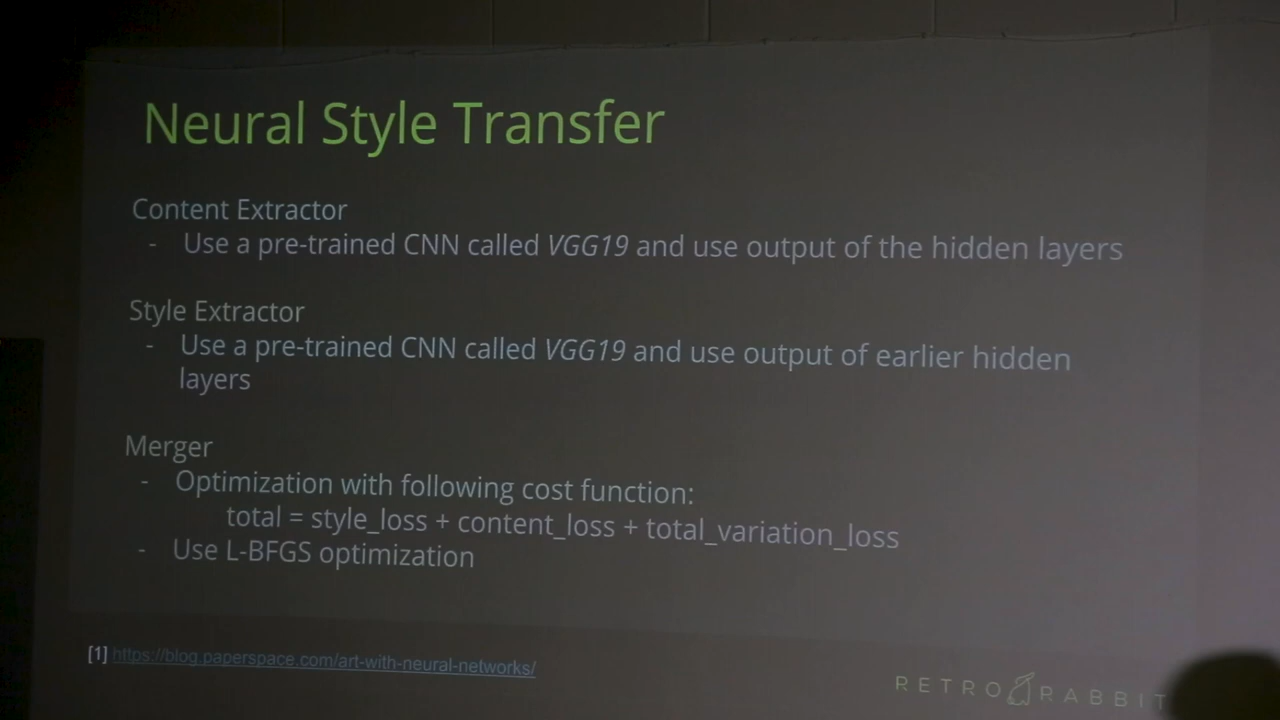 Neural Style Transfer
Content Extractor
- Use a pre-trained CNN called VGG19 and use output of the hidden layers
Style Extractor
- Use a pre-trained CNN called VGG19 and use output of earlier hidden
layers
Merger
- Optimization with following cost function:
total = style_loss + content_loss + total_variation_loss
- Use L-BFGS optimization
[1] https://blog.paperspace.com/art-with-neural-networks/
RETRO RABBIT